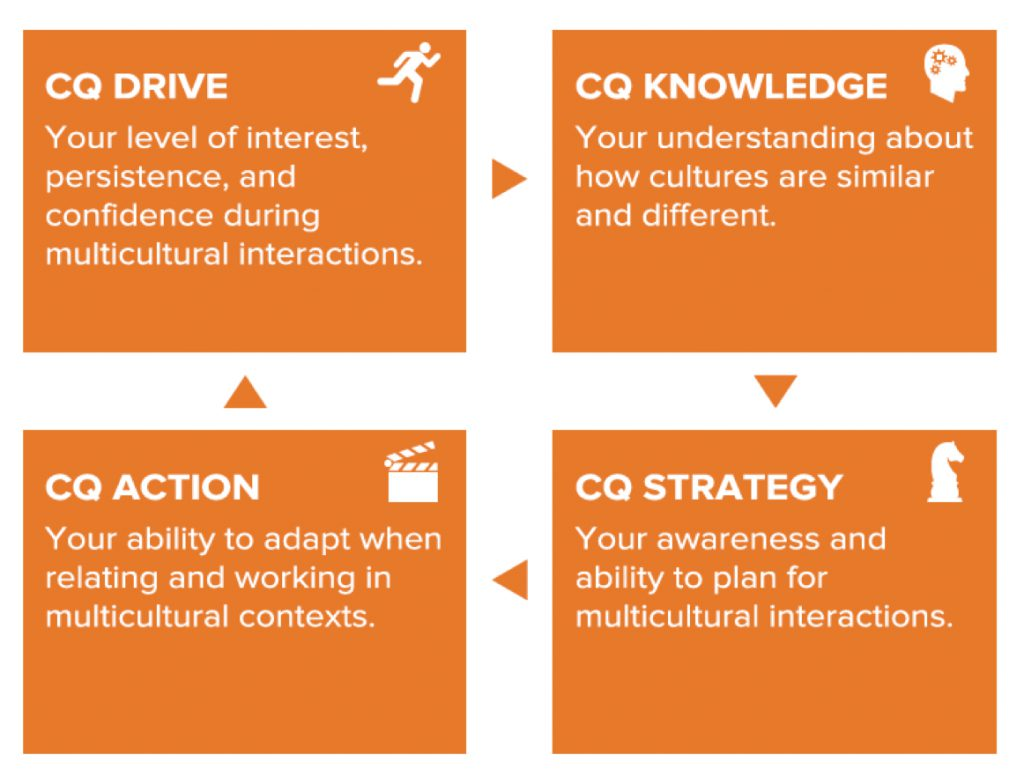 CQ DRIVE
Your level of interest,
persistence, and
confidence during
multicultural interactions.
CQ KNOWLEDGE
Your understanding about
how cultures are similar
and different.
CQ ACTION
Your ability to adapt when
relating and working in
multicultural contexts.
CQ STRATEGY
Your awareness and
ability to plan for
multicultural interactions.